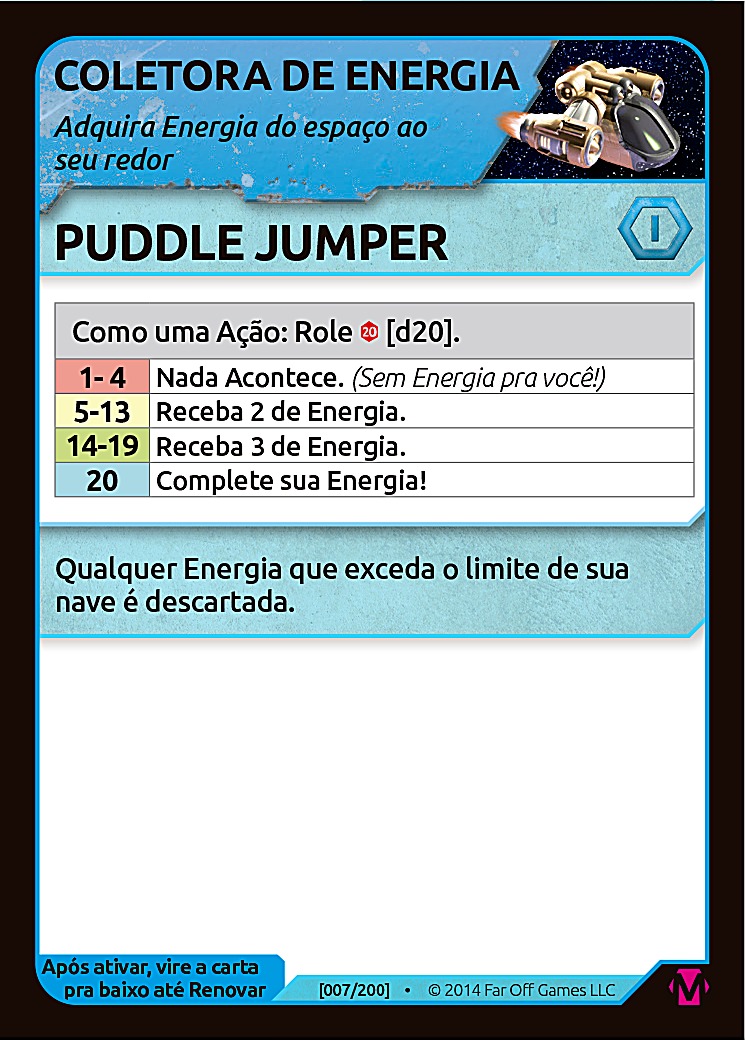 COLETORA DE ENERGIA
Adquira Energia do espaço ao
seu redor
PUDDLE JUMPER
I
Como uma Ação: Role 20 [d20].
1- 4 Nada Acontece. (Sem Energia pra você!)
5-13 Receba 2 de Energia.
14-19 Receba 3 de Energia.
20 Complete sua Energia!
Qualquer Energia que exceda o limite de sua
nave é descartada.
Após ativar, vire a carta
pra baixo até Renovar
[007/200] • © 2014 Far Off Games LLC
M